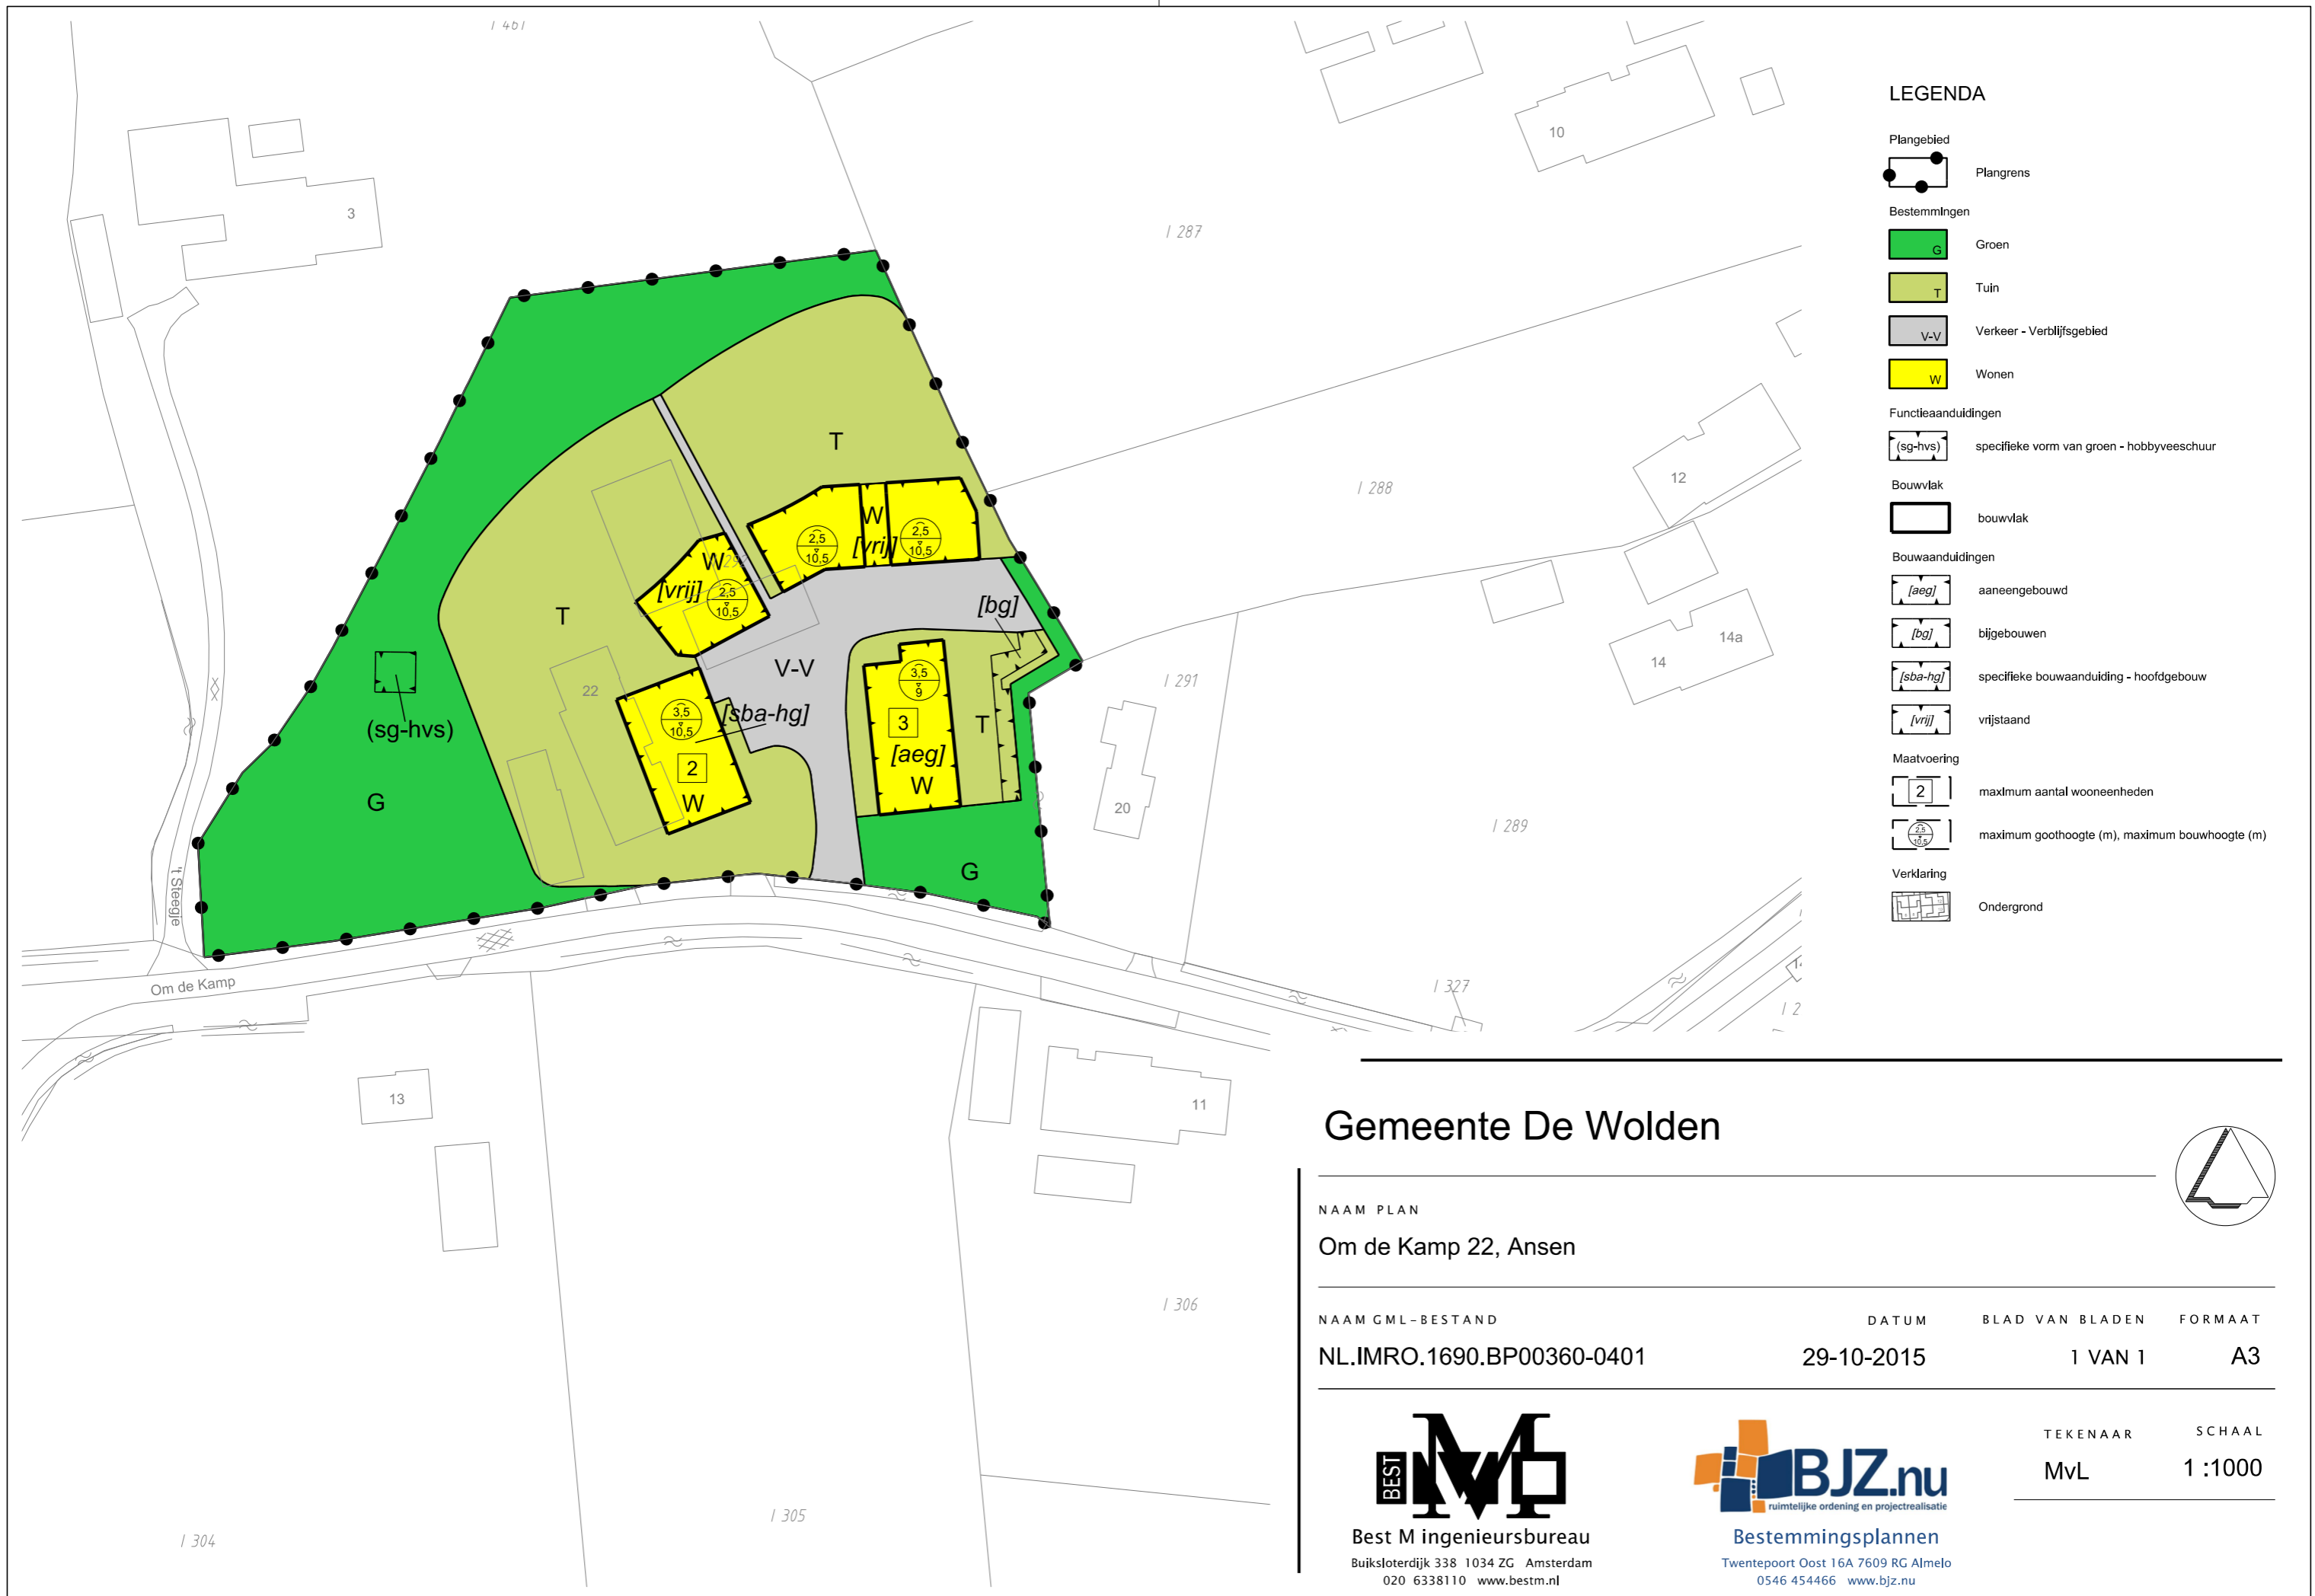 I 461
3
10
I 287
I 288
12
14
14a
I 291
20
I 289
22
292
T
T
T
W
[vrij]
2,5
10,5
2,5
10,5
W
[vrij]
2,5
10,5
[bg]
V-V
3,5
10,5
[sba-hg]
2
W
3,5
9
3
[aeg]
W
(sg-hvs)
G
G
't Steegje
Om de Kamp
I 327
I 2
13
11
I 306
I 305
I 304
LEGENDA
Plangebied
Plangrens
Bestemmingen
G Groen
T Tuin
V-V Verkeer - Verblijfsgebied
W Wonen
Functieaanduidingen
(sg-hvs) specifieke vorm van groen - hobbyveeschuur
Bouwvlak
bouwvlak
Bouwaanduidingen
[aeg] aaneengebouwd
[bg] bijgebouwen
[sba-hg] specifieke bouwaanduiding - hoofdgebouw
[vrij] vrijstaand
Maatvoering
2 maximum aantal wooneenheden
2,5
10,5
maximum goothoogte (m), maximum bouwhoogte (m)
Verklaring
Ondergrond
Gemeente De Wolden
NAAM PLAN
Om de Kamp 22, Ansen
NAAM GML-BESTAND DATUM BLAD VAN BLADEN FORMAAT
NL.IMRO.1690.BP00360-0401 29-10-2015 1 VAN 1 A3
TEKENAAR SCHAAL
MvL 1 :1000
BEST M
Best M ingenieursbureau
Buiksloterdijk 338 1034 ZG Amsterdam
020 6338110 www.bestm.nl
BJZ.nu
ruimtelijke ordening en projectrealisatie
Bestemmingsplannen
Twentepoort Oost 16A 7609 RG Almelo
0546 454466 www.bjz.nu